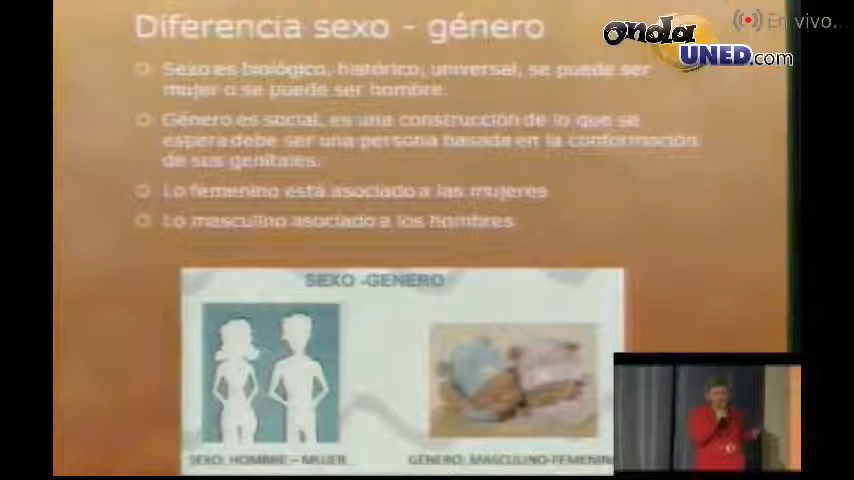 Diferencia sexo - género
onda
UNED.com
En vivo...
Sexo es biológico, histórico, universal, se puede ser
mujer o se puede ser hombre.
Género es social, es una construcción de lo que se
espera debe ser una persona basada en la conformación
de sus genitales.
Lo femenino está asociado a las mujeres
Lo masculino asociado a los hombres
SEXO -GENERO
SEXO: HOMBRE - MUJER
GENERO: MASCULINO-FEMENIN